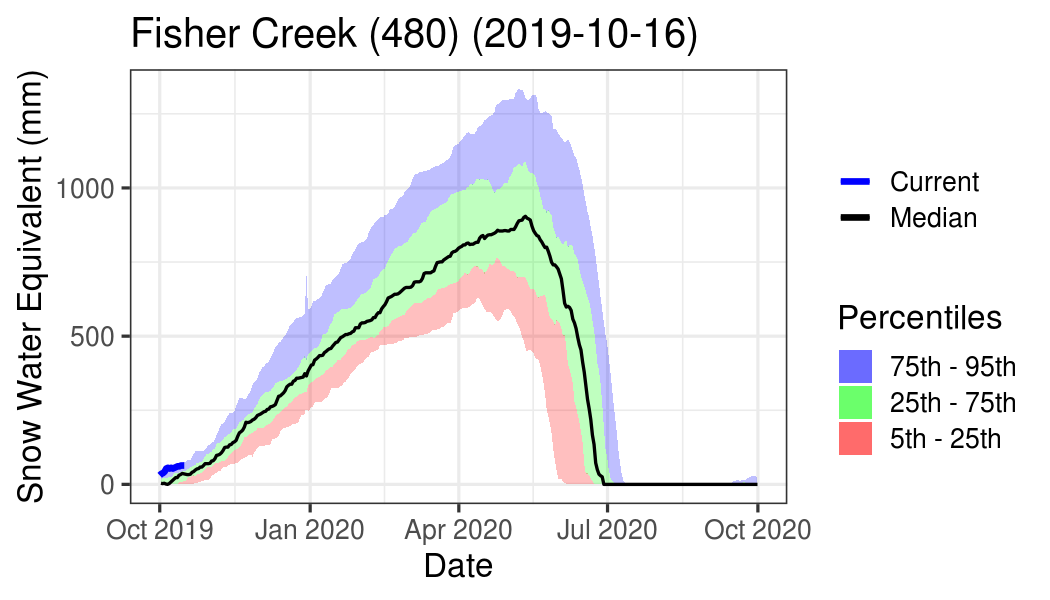 Fisher Creek (480) (2019-10-16)
Snow Water Equivalent (mm)
1000
500
0
Oct 2019
Jan 2020
Apr 2020
Jul 2020
Oct 2020
Date
Current
Median
Percentiles
75th - 95th
25th - 75th
5th - 25th